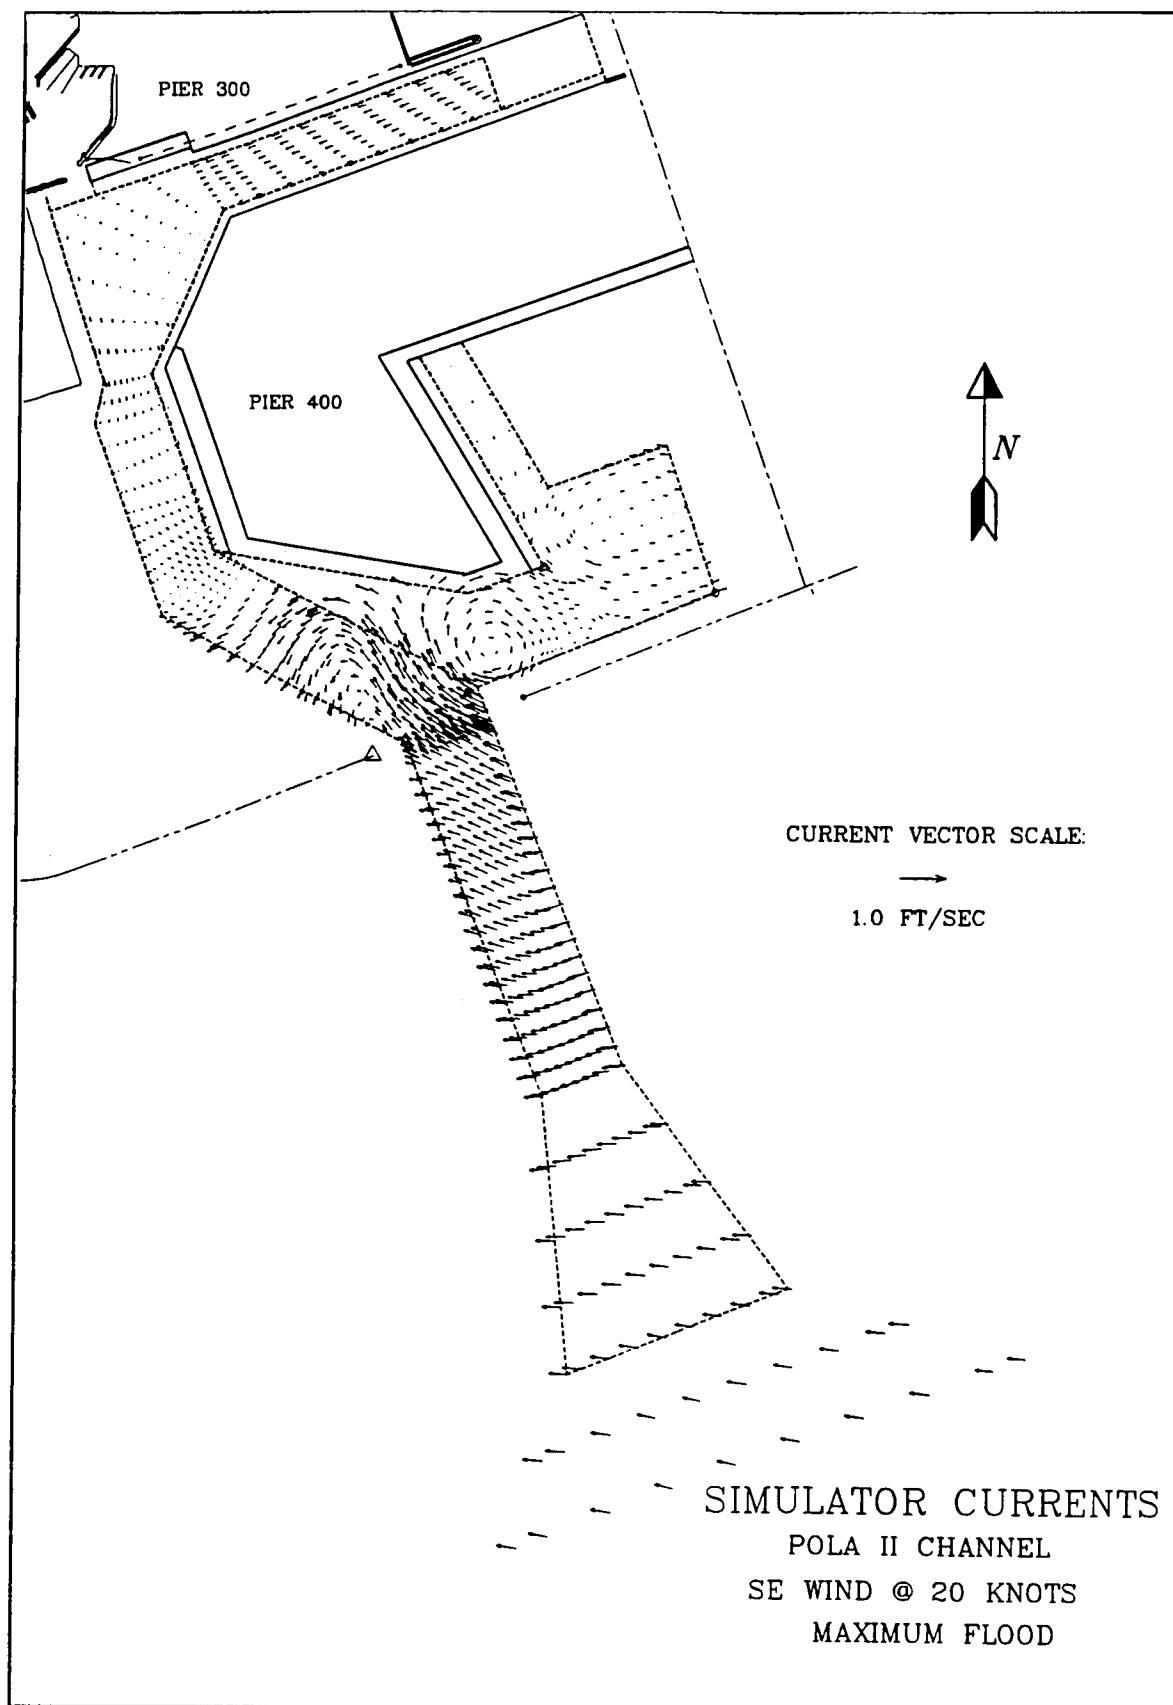 PIER 300
PIER 400
N
CURRENT VECTOR SCALE:
1.0 FT/SEC
SIMULATOR CURRENTS
POLA II CHANNEL
SE WIND @ 20 KNOTS
MAXIMUM FLOOD